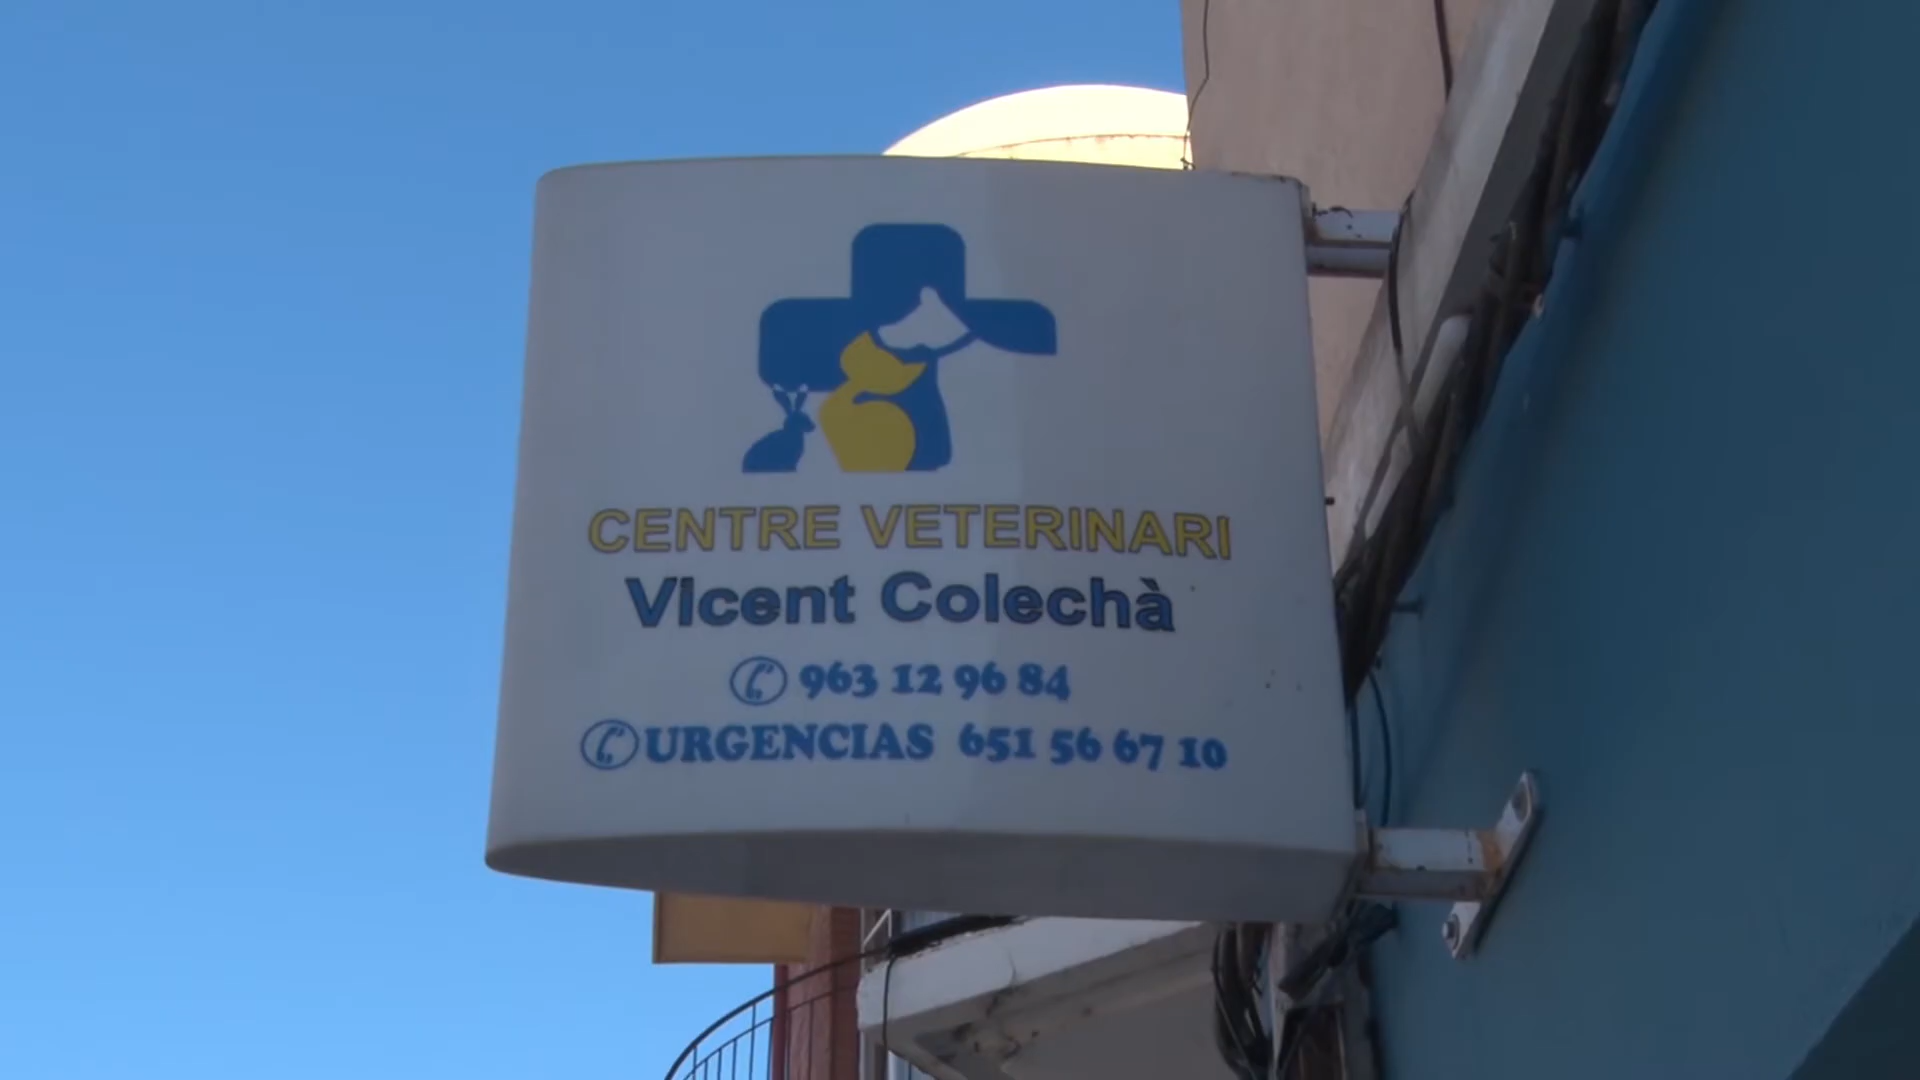 CENTRE VETERINARI
Vicent Colechà
963 12 96 84
URGENCIAS 651 56 67 10